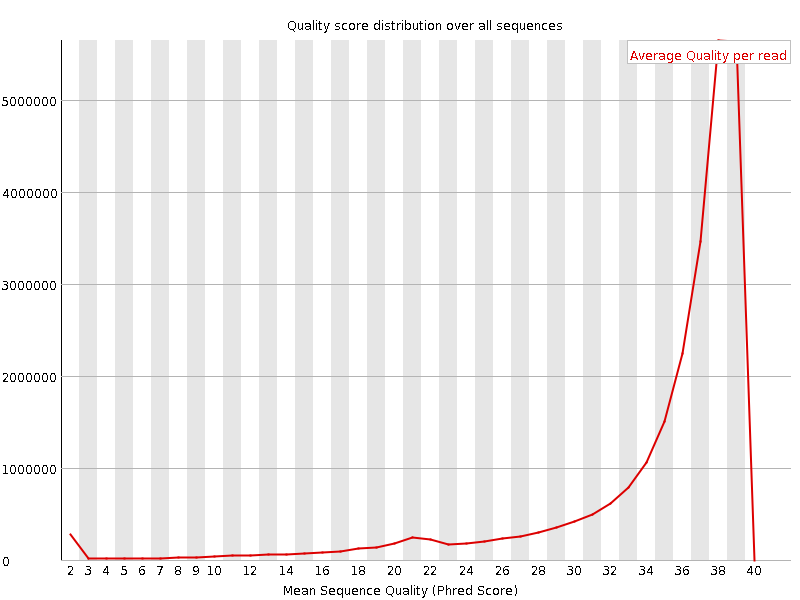 Quality score distribution over all sequences
Average Quality per read
5000000
4000000
3000000
2000000
1000000
0
2 3 4 5 6 7 8 9 10 12 14 16 18 20 22 24 26 28 30 32 34 36 38 40
Mean Sequence Quality (Phred Score)